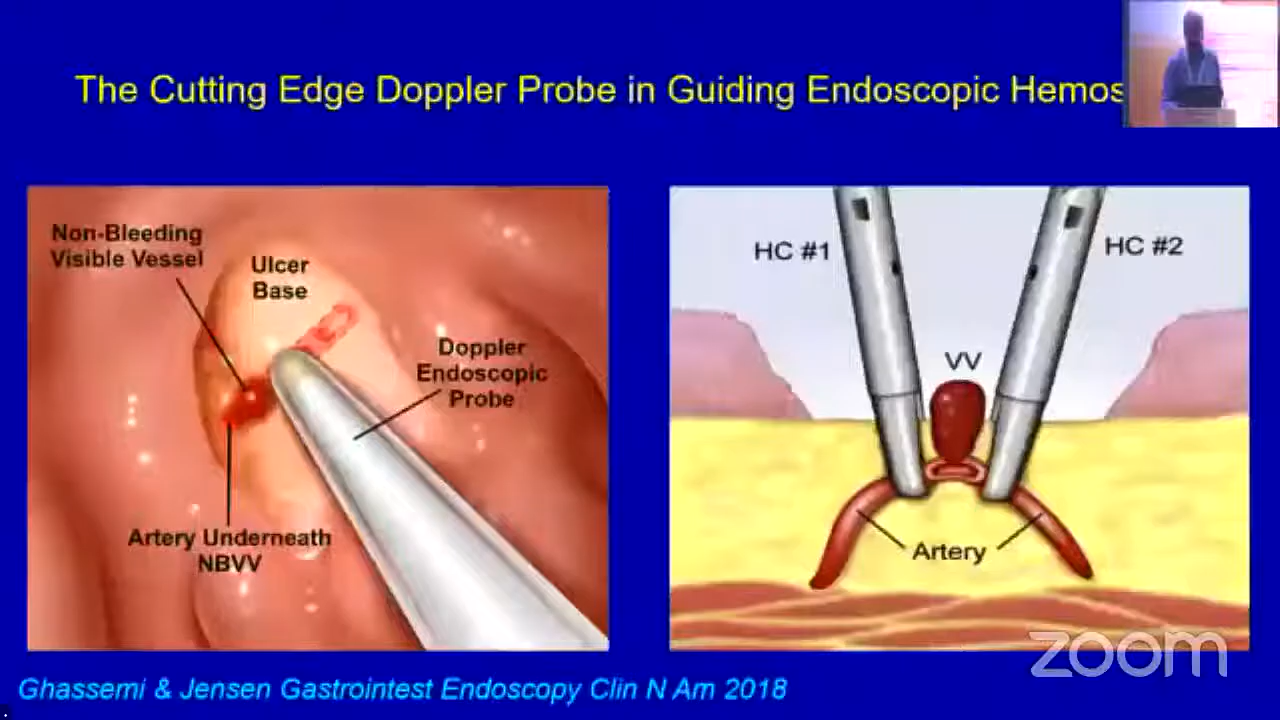 The Cutting Edge Doppler Probe in Guiding Endoscopic Hemos
Non-Bleeding
Visible Vessel
Ulcer
Base
Doppler
Endoscopic
Probe
Artery Underneath
NBVV
HC #1
HC #2
VV
Artery
zoom
Ghassemi & Jensen Gastrointest Endoscopy Clin N Am 2018